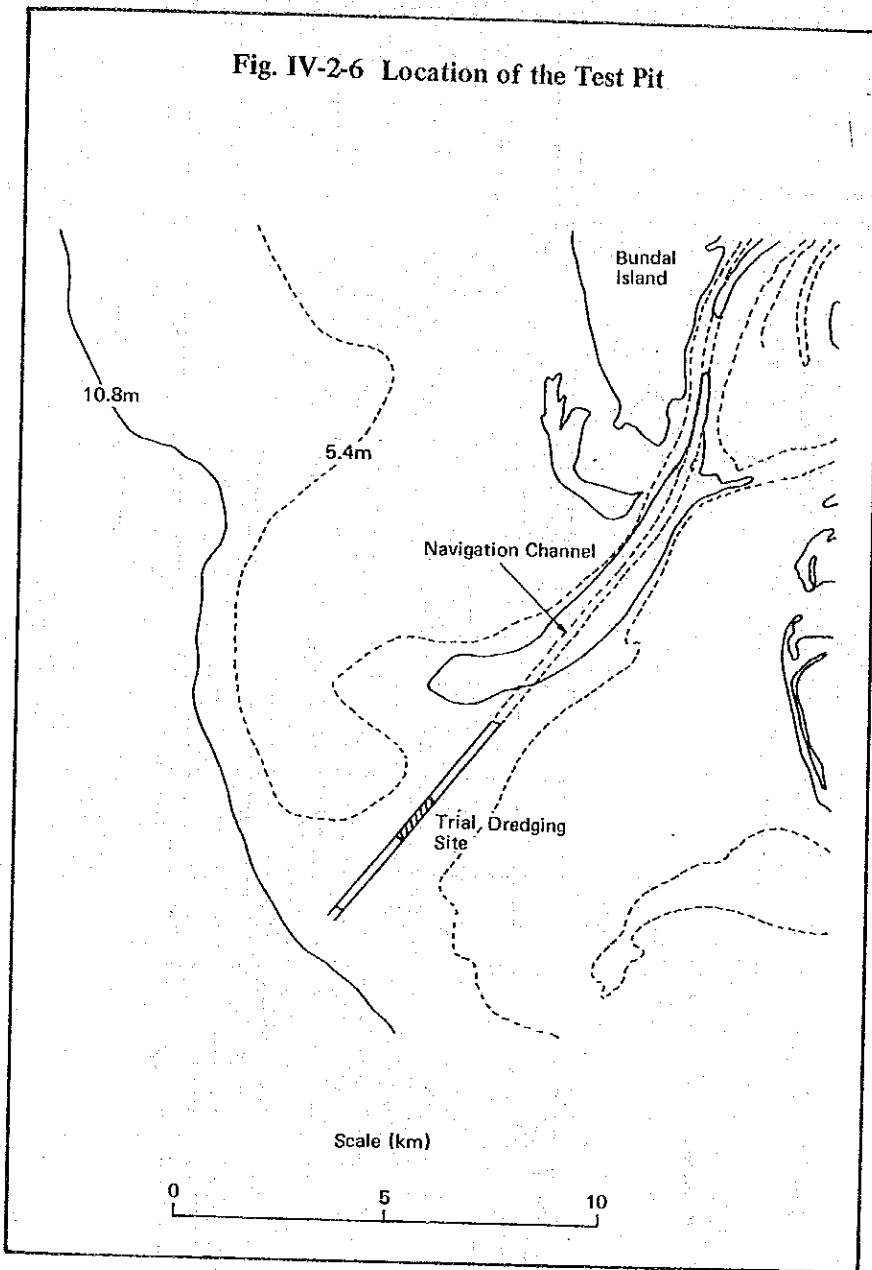 Fig. IV-2-6 Location of the Test Pit
Bundal
Island
10.8m
5.4m
Navigation Channel
Trial, Dredging
Site
Scale (km)
0 5 10